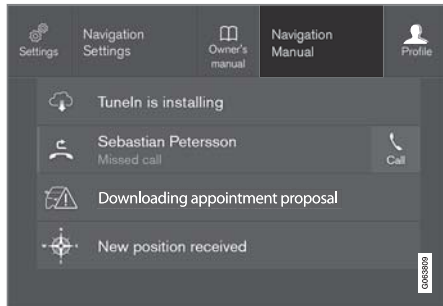 Settings
Navigation
Settings
Owner's
manual
Navigation
Manual
Profile
TuneIn is installing
Sebastian Petersson
Missed call
Call
Downloading appointment proposal
New position received
G063809